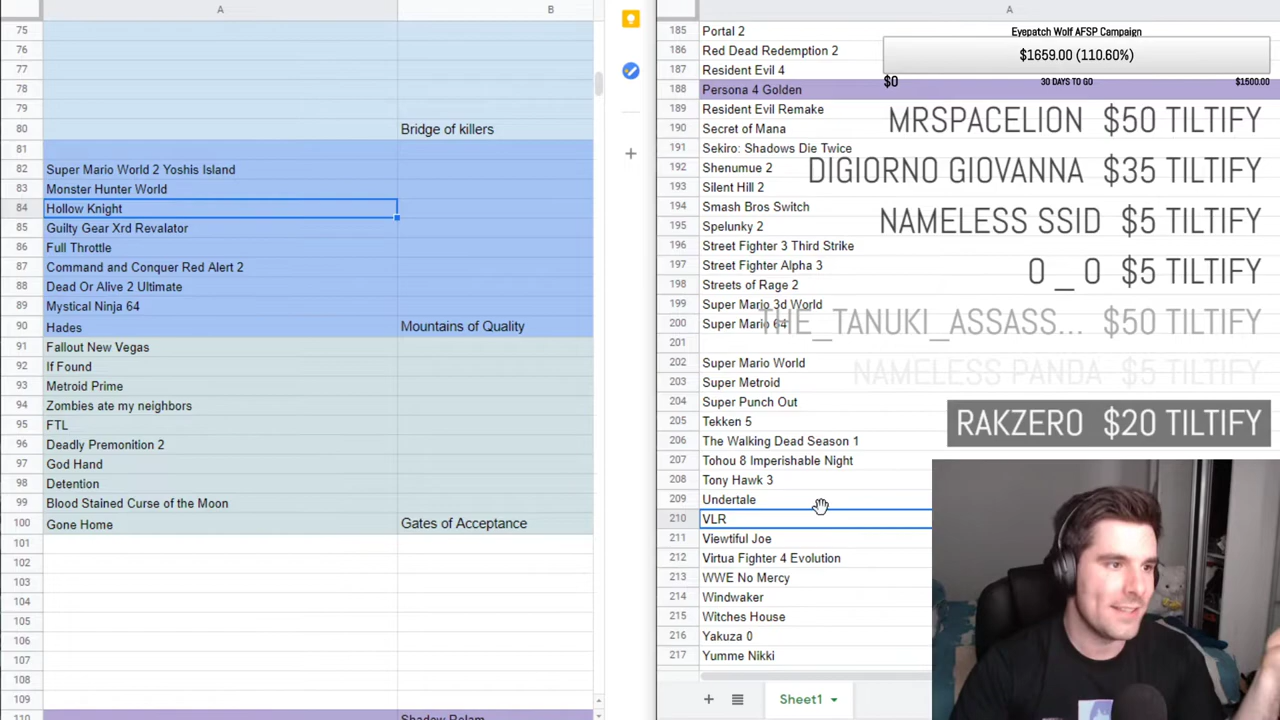 A
B
75
76
77
78
79
80 Bridge of killers
81
82 Super Mario World 2 Yoshis Island
83 Monster Hunter World
84 Hollow Knight
85 Guilty Gear Xrd Revalator
86 Full Throttle
87 Command and Conquer Red Alert 2
88 Dead Or Alive 2 Ultimate
89 Mystical Ninja 64
90 Hades Mountains of Quality
91 Fallout New Vegas
92 If Found
93 Metroid Prime
94 Zombies ate my neighbors
95 FTL
96 Deadly Premonition 2
97 God Hand
98 Detention
99 Blood Stained Curse of the Moon
100 Gone Home Gates of Acceptance
101
102
103
104
105
106
107
108
109
110 Shadow Relam
A
185 Portal 2
186 Red Dead Redemption 2
187 Resident Evil 4
188 Persona 4 Golden
189 Resident Evil Remake
190 Secret of Mana
191 Sekiro: Shadows Die Twice
192 Shenumue 2
193 Silent Hill 2
194 Smash Bros Switch
195 Spelunky 2
196 Street Fighter 3 Third Strike
197 Street Fighter Alpha 3
198 Streets of Rage 2
199 Super Mario 3d World
200 Super Mario 64
201
202 Super Mario World
203 Super Metroid
204 Super Punch Out
205 Tekken 5
206 The Walking Dead Season 1
207 Tohou 8 Imperishable Night
208 Tony Hawk 3
209 Undertale
210 VLR
211 Viewtiful Joe
212 Virtua Fighter 4 Evolution
213 WWE No Mercy
214 Windwaker
215 Witches House
216 Yakuza 0
217 Yumme Nikki
Sheet1
Eyepatch Wolf AFSP Campaign
$1659.00 (110.60%)
$0 30 DAYS TO GO $1500.00
MRSPACELION $50 TILTIFY
DIGIORNO GIOVANNA $35 TILTIFY
NAMELESS SSID $5 TILTIFY
0 _ 0 $5 TILTIFY
THE_TANUKI_ASSASS... $50 TILTIFY
NAMELESS PANDA $5 TILTIFY
RAKZERO $20 TILTIFY